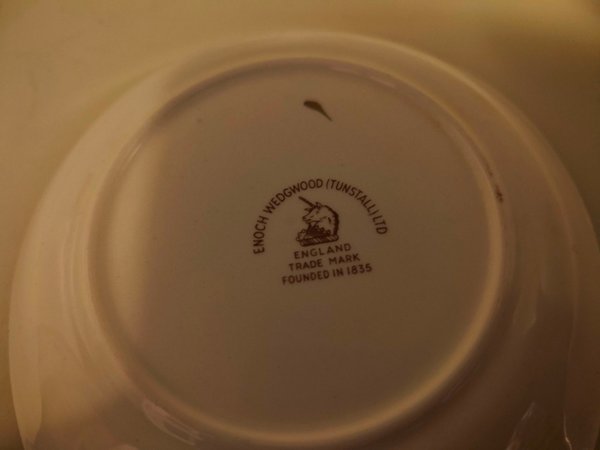 ENOCH WEDGWOOD (TUNSTALL) LTD
ENGLAND
TRADE MARK
FOUNDED IN 1835